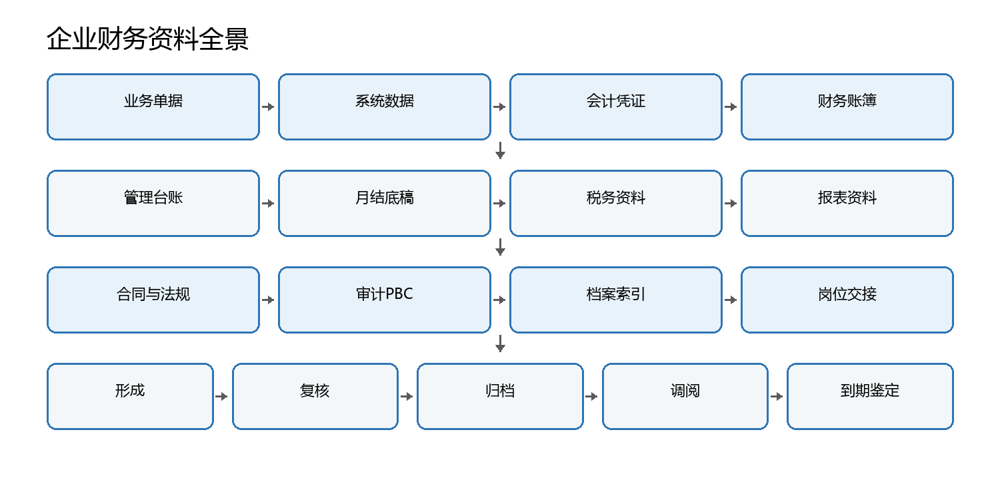 企业财务资料全景
业务单据
系统数据
会计凭证
财务账簿
管理台账
月结底稿
税务资料
报表资料
合同与法规
审计PBC
档案索引
岗位交接
形成
复核
归档
调阅
到期鉴定